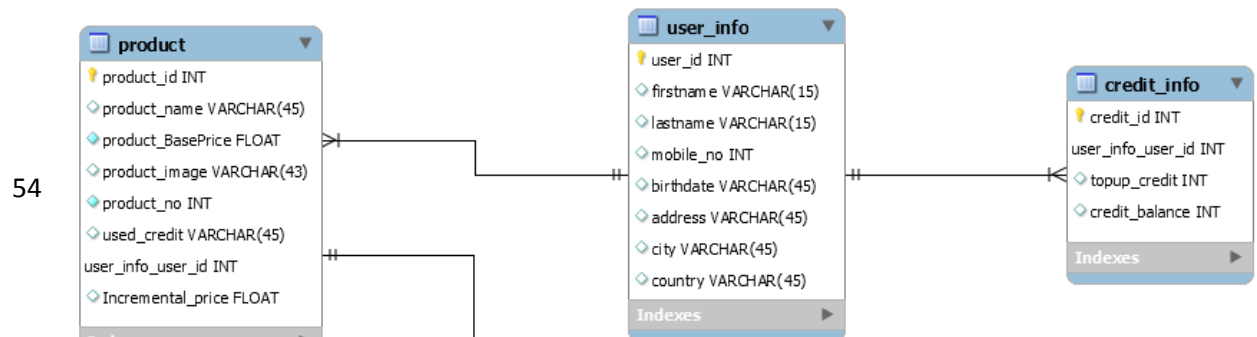 54
product
product_id INT
product_name VARCHAR(45)
product_BasePrice FLOAT
product_image VARCHAR(43)
product_no INT
used_credit VARCHAR(45)
user_info_user_id INT
Incremental_price FLOAT
user_info
user_id INT
firstname VARCHAR(15)
lastname VARCHAR(15)
mobile_no INT
birthdate VARCHAR(45)
address VARCHAR(45)
city VARCHAR(45)
country VARCHAR(45)
Indexes
credit_info
credit_id INT
user_info_user_id INT
topup_credit INT
credit_balance INT
Indexes